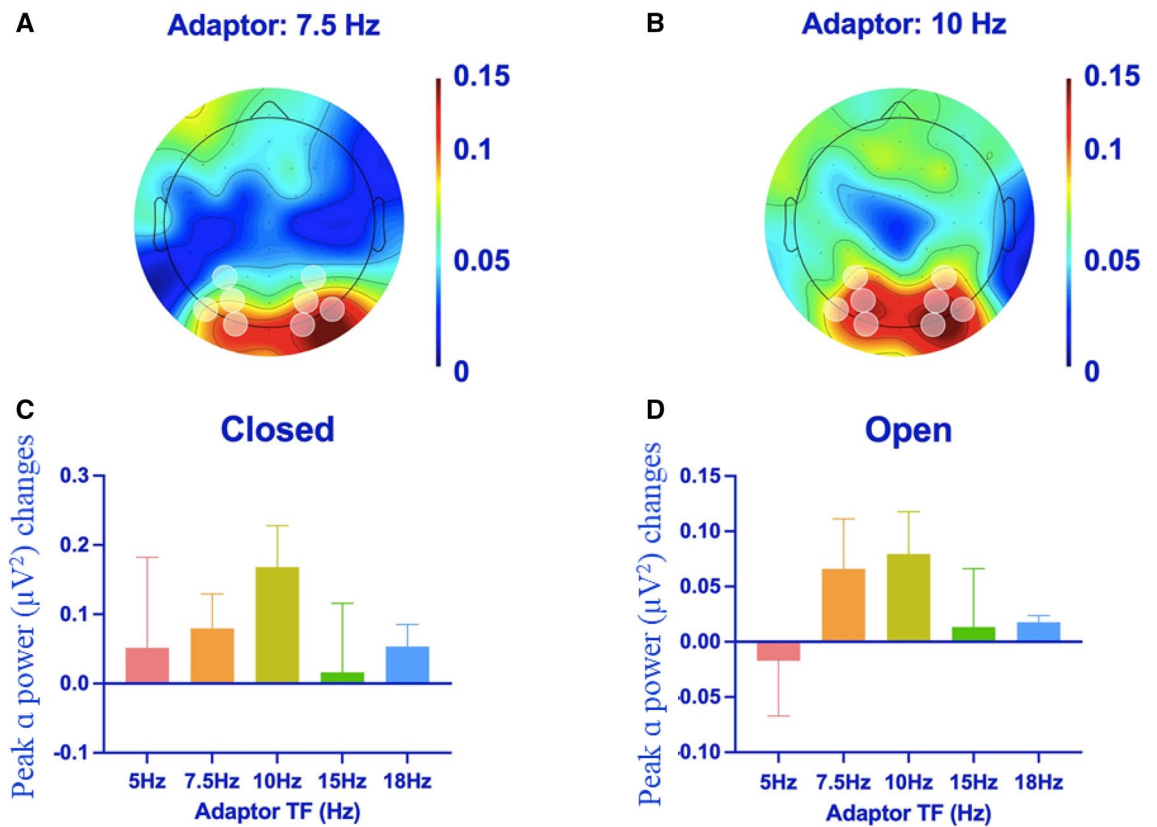 A
Adaptor: 7.5 Hz
0.15
0.1
0.05
0
B
Adaptor: 10 Hz
0.15
0.1
0.05
0
C
Closed
Peak ɑ power (μV²) changes
0.3
0.2
0.1
0.0
-0.1
5Hz 7.5Hz 10Hz 15Hz 18Hz
Adaptor TF (Hz)
D
Open
Peak ɑ power (μV²) changes
0.15
0.10
0.05
0.00
-0.05
-0.10
5Hz 7.5Hz 10Hz 15Hz 18Hz
Adaptor TF (Hz)